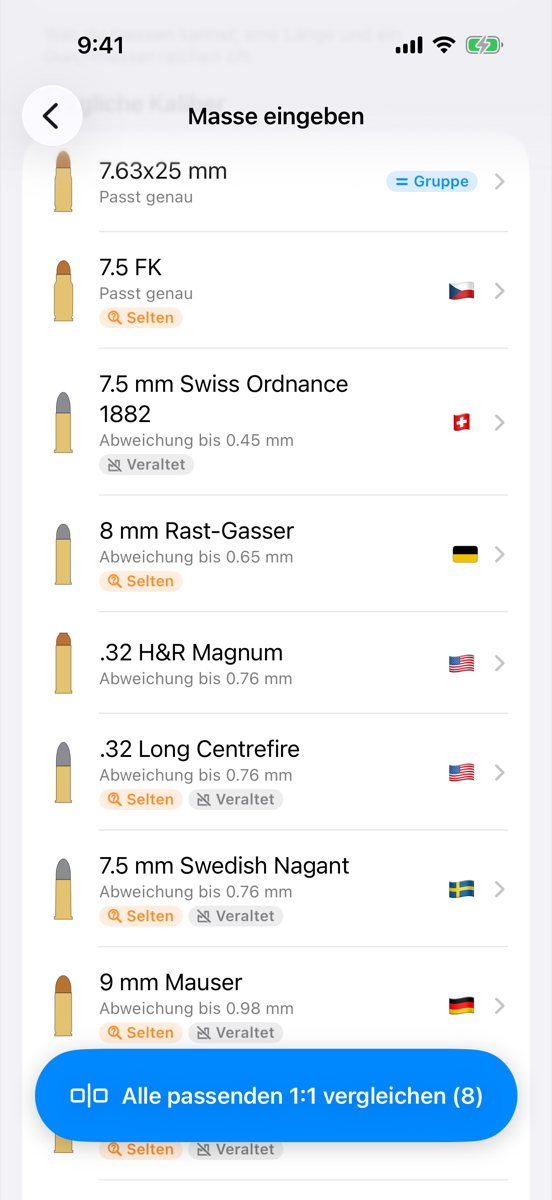 9:41
Masse eingeben
7.63x25 mm
Passt genau
= Gruppe
7.5 FK
Passt genau
Selten
7.5 mm Swiss Ordnance
1882
Abweichung bis 0.45 mm
Veraltet
8 mm Rast-Gasser
Abweichung bis 0.65 mm
Selten
.32 H&R Magnum
Abweichung bis 0.76 mm
.32 Long Centrefire
Abweichung bis 0.76 mm
Selten Veraltet
7.5 mm Swedish Nagant
Abweichung bis 0.76 mm
Selten Veraltet
9 mm Mauser
Abweichung bis 0.98 mm
Selten Veraltet
Alle passenden 1:1 vergleichen (8)
Selten Veraltet